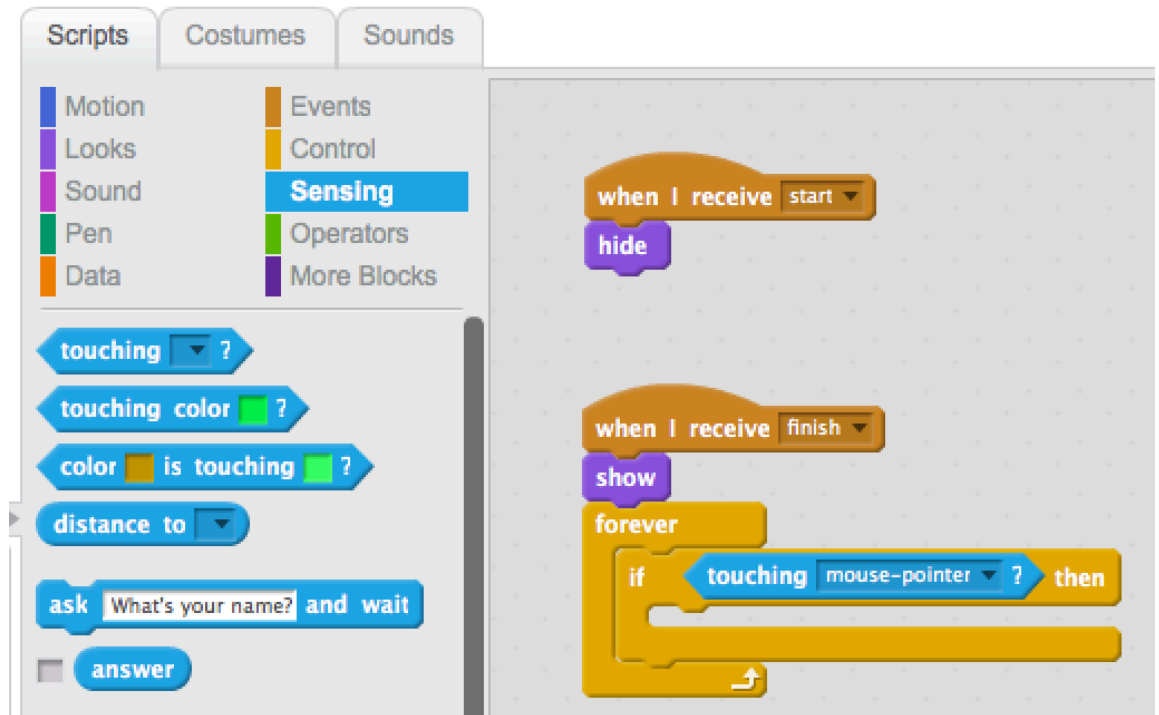 Scripts Costumes Sounds
Motion Events
Looks Control
Sound Sensing
Pen Operators
Data More Blocks
touching ?
touching color ?
color is touching ?
distance to
ask What's your name? and wait
answer
when I receive start
hide
when I receive finish
show
forever
if touching mouse-pointer ? then